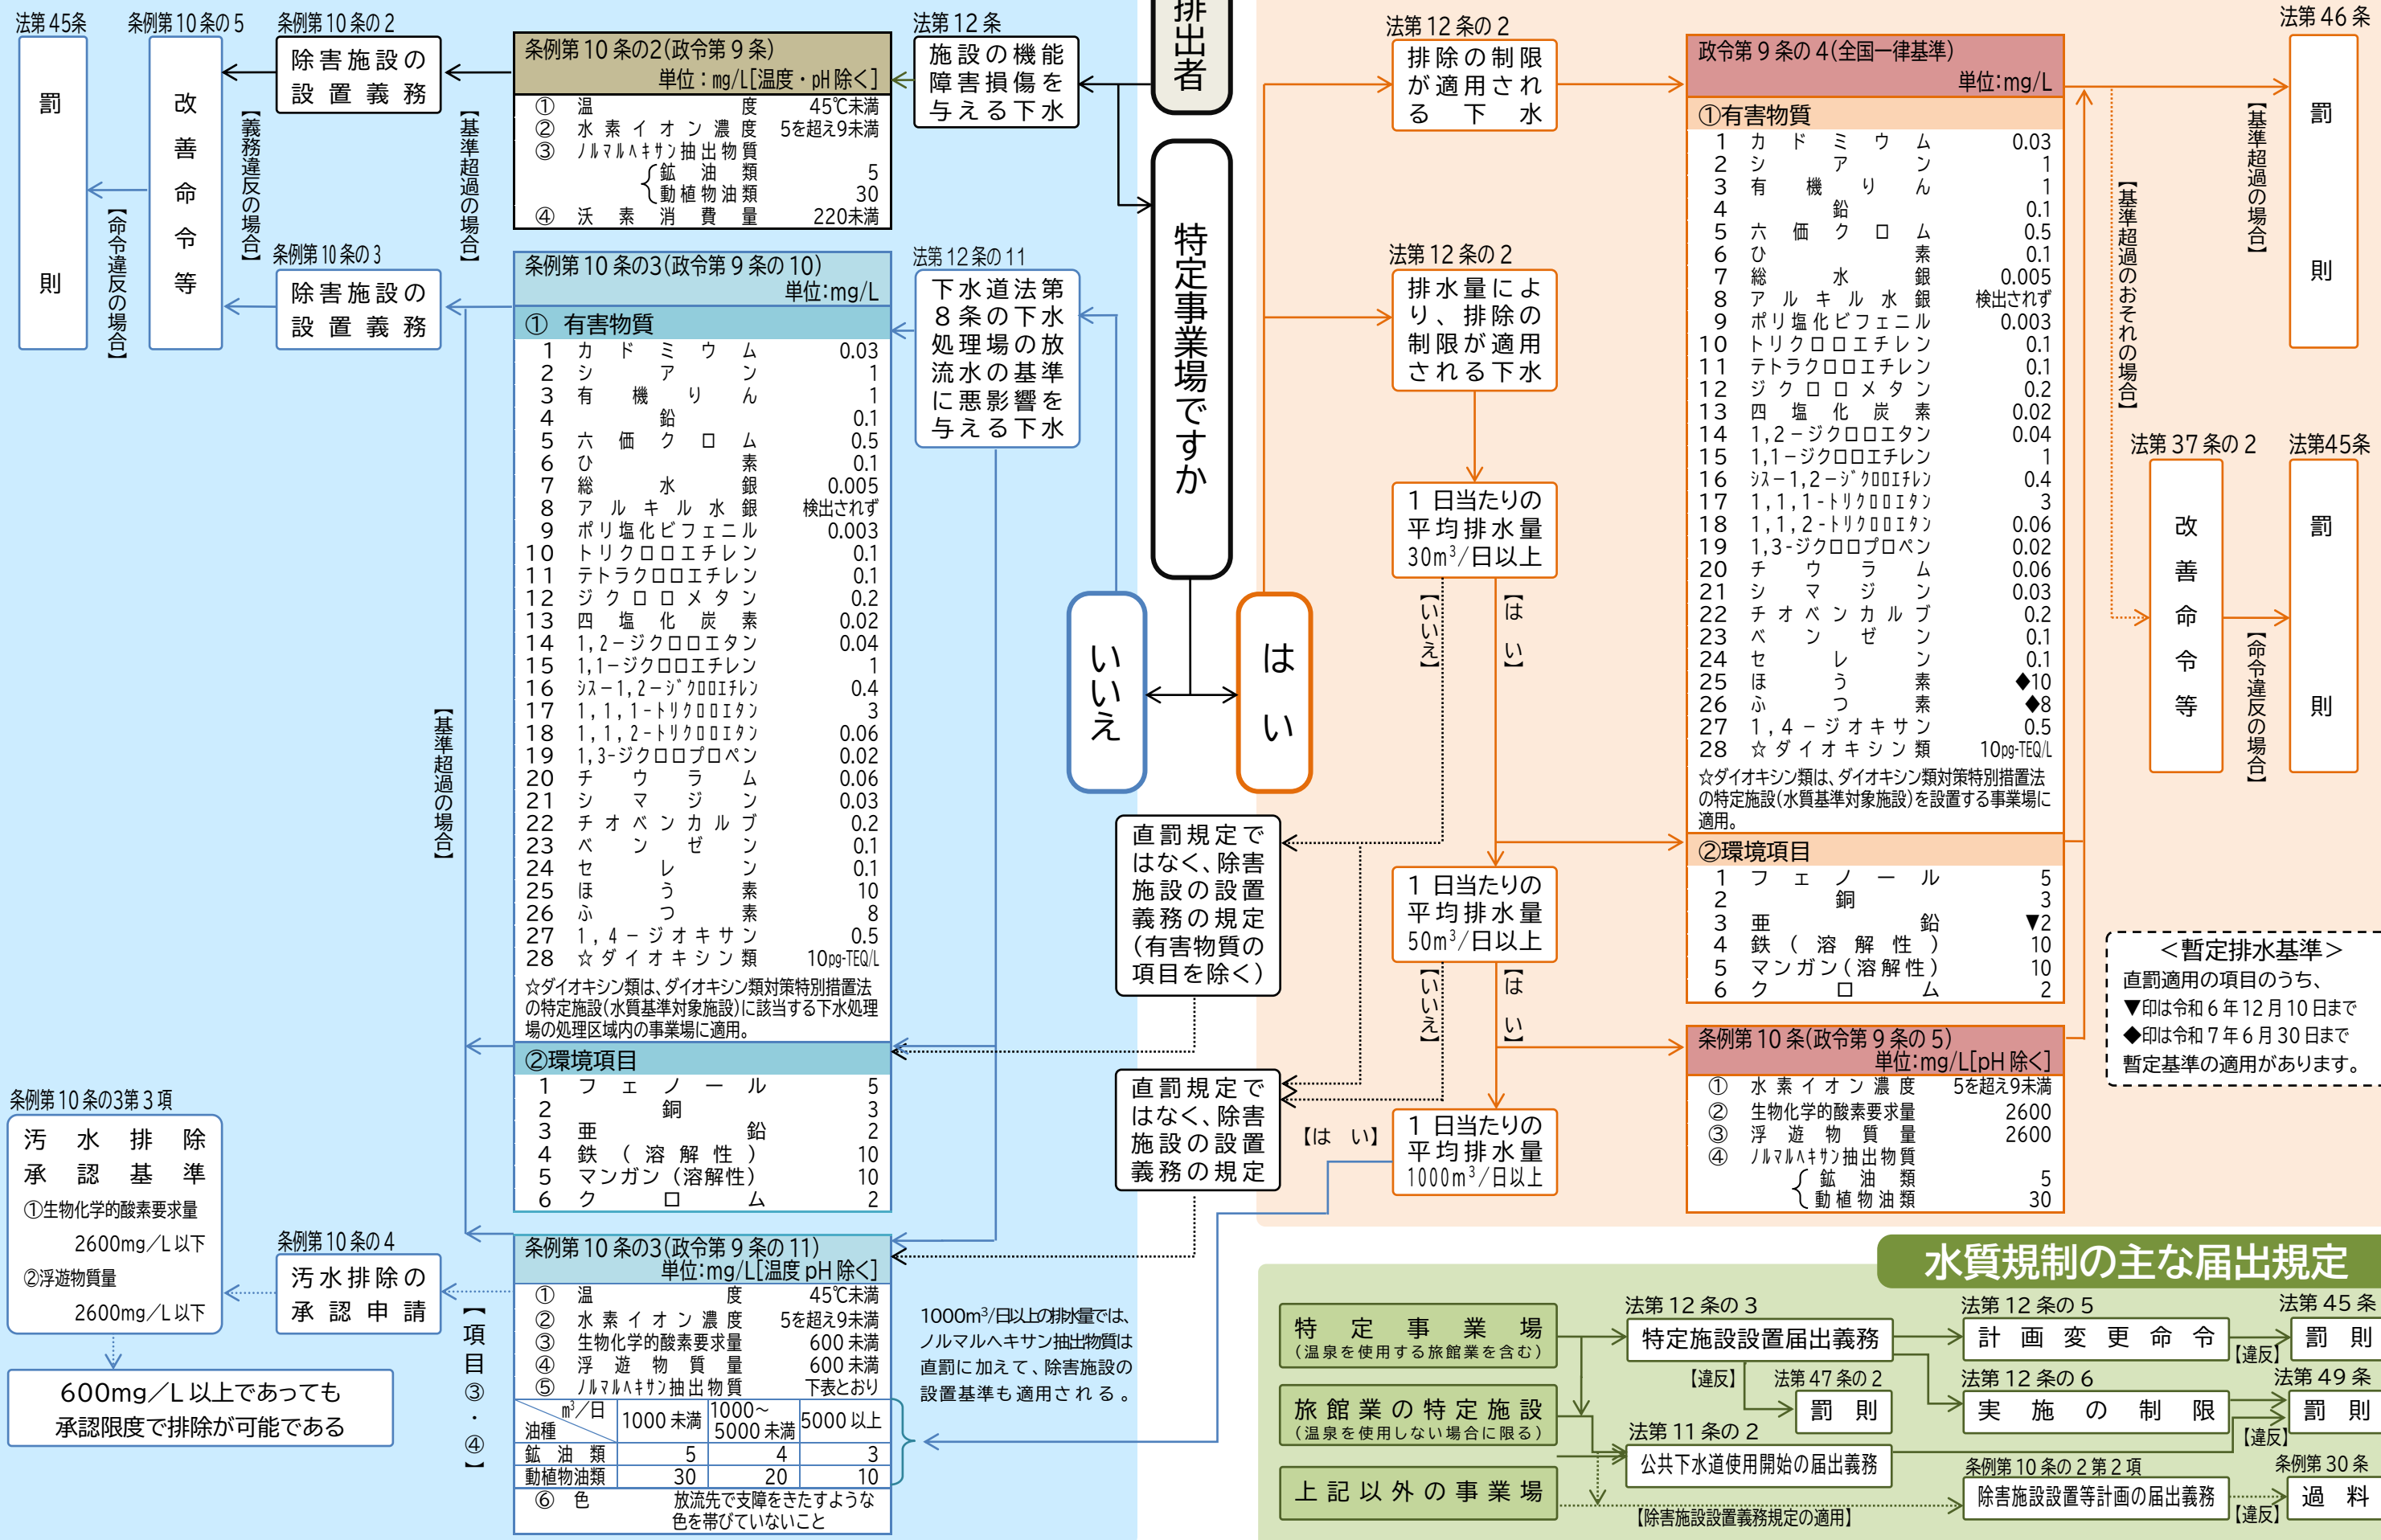 法第45条
条例第10条の5
条例第10条の2
法第12条
罰則
改善命令等
除害施設の
設置義務
【命令違反の場合】
【義務違反の場合】
【基準超過の場合】
条例第10条の3
除害施設の
設置義務
条例第10条の2(政令第9条)
単位：mg/L[温度・pH除く]
① 温度 45℃未満
② 水素イオン濃度 5を超え9未満
③ ﾉﾙﾏﾙﾍｷｻﾝ抽出物質
鉱油類 5
動植物油類 30
④ 沃素消費量 220未満
施設の機能
障害損傷を
与える下水
条例第10条の3(政令第9条の10)
単位:mg/L
① 有害物質
1 カドミウム 0.03
2 シアン 1
3 有機りん 1
4 鉛 0.1
5 六価クロム 0.5
6 ひ素 0.1
7 総水銀 0.005
8 アルキル水銀 検出されず
9 ポリ塩化ビフェニル 0.003
10 トリクロロエチレン 0.1
11 テトラクロロエチレン 0.1
12 ジクロロメタン 0.2
13 四塩化炭素 0.02
14 1,2－ジクロロエタン 0.04
15 1,1－ジクロロエチレン 1
16 ｼｽ－1,2－ｼﾞｸﾛﾛｴﾁﾚﾝ 0.4
17 1,1,1-ﾄﾘｸﾛﾛｴﾀﾝ 3
18 1,1,2-ﾄﾘｸﾛﾛｴﾀﾝ 0.06
19 1,3-ジクロロプロペン 0.02
20 チウラム 0.06
21 シマジン 0.03
22 チオベンカルブ 0.2
23 ベンゼン 0.1
24 セレン 0.1
25 ほう素 10
26 ふつ素 8
27 1,4－ジオキサン 0.5
28 ☆ダイオキシン類 10pg-TEQ/L
☆ダイオキシン類は、ダイオキシン類対策特別措置法
の特定施設(水質基準対象施設)に該当する下水処理
場の処理区域内の事業場に適用。
②環境項目
1 フェノール 5
2 銅 3
3 亜鉛 2
4 鉄（溶解性） 10
5 マンガン（溶解性） 10
6 クロム 2
【基準超過の場合】
法第12条の11
下水道法第
8条の下水
処理場の放
流水の基準
に悪影響を
与える下水
条例第10条の3第3項
汚水排除
承認基準
①生物化学的酸素要求量
2600mg／L以下
②浮遊物質量
2600mg／L以下
条例第10条の4
汚水排除の
承認申請
【項目③・④】
600mg／L以上であっても
承認限度で排除が可能である
条例第10条の3(政令第9条の11)
単位:mg/L[温度pH除く]
① 温度 45℃未満
② 水素イオン濃度 5を超え9未満
③ 生物化学的酸素要求量 600未満
④ 浮遊物質量 600未満
⑤ ﾉﾙﾏﾙﾍｷｻﾝ抽出物質 下表とおり
m³／日
油種
1000未満
1000～
5000未満
5000以上
鉱油類 5 4 3
動植物油類 30 20 10
⑥ 色 放流先で支障をきたすような
色を帯びていないこと
1000m³/日以上の排水量では、
ノルマルヘキサン抽出物質は
直罰に加えて、除害施設の
設置基準も適用される。
排出者
特定事業場ですか
いいえ
はい
直罰規定で
はなく、除害
施設の設置
義務の規定
(有害物質の
項目を除く)
直罰規定で
はなく、除害
施設の設置
義務の規定
法第12条の2
排除の制限
が適用され
る下水
法第12条の2
排水量によ
り、排除の
制限が適用
される下水
1日当たりの
平均排水量
30m³/日以上
【いいえ】
【はい】
1日当たりの
平均排水量
50m³/日以上
【いいえ】
【はい】
【はい】
1日当たりの
平均排水量
1000m³/日以上
政令第9条の4(全国一律基準)
単位:mg/L
①有害物質
1 カドミウム 0.03
2 シアン 1
3 有機りん 1
4 鉛 0.1
5 六価クロム 0.5
6 ひ素 0.1
7 総水銀 0.005
8 アルキル水銀 検出されず
9 ポリ塩化ビフェニル 0.003
10 トリクロロエチレン 0.1
11 テトラクロロエチレン 0.1
12 ジクロロメタン 0.2
13 四塩化炭素 0.02
14 1,2－ジクロロエタン 0.04
15 1,1－ジクロロエチレン 1
16 ｼｽ－1,2－ｼﾞｸﾛﾛｴﾁﾚﾝ 0.4
17 1,1,1-ﾄﾘｸﾛﾛｴﾀﾝ 3
18 1,1,2-ﾄﾘｸﾛﾛｴﾀﾝ 0.06
19 1,3-ジクロロプロペン 0.02
20 チウラム 0.06
21 シマジン 0.03
22 チオベンカルブ 0.2
23 ベンゼン 0.1
24 セレン 0.1
25 ほう素 ◆10
26 ふつ素 ◆8
27 1,4－ジオキサン 0.5
28 ☆ダイオキシン類 10pg-TEQ/L
☆ダイオキシン類は、ダイオキシン類対策特別措置法
の特定施設(水質基準対象施設)を設置する事業場に
適用。
②環境項目
1 フェノール 5
2 銅 3
3 亜鉛 ▼2
4 鉄（溶解性） 10
5 マンガン（溶解性） 10
6 クロム 2
条例第10条(政令第9条の5)
単位:mg/L[pH除く]
① 水素イオン濃度 5を超え9未満
② 生物化学的酸素要求量 2600
③ 浮遊物質量 2600
④ ﾉﾙﾏﾙﾍｷｻﾝ抽出物質
鉱油類 5
動植物油類 30
法第46条
【基準超過の場合】
罰則
【基準超過のおそれの場合】
法第37条の2
改善命令等
【命令違反の場合】
法第45条
罰則
＜暫定排水基準＞
直罰適用の項目のうち、
▼印は令和6年12月10日まで
◆印は令和7年6月30日まで
暫定基準の適用があります。
水質規制の主な届出規定
特定事業場
（温泉を使用する旅館業を含む）
旅館業の特定施設
（温泉を使用しない場合に限る）
上記以外の事業場
法第12条の3
特定施設設置届出義務
【違反】
法第47条の2
罰則
法第11条の2
公共下水道使用開始の届出義務
【除害施設設置義務規定の適用】
法第12条の5
計画変更命令
【違反】
法第45条
罰則
法第12条の6
実施の制限
法第49条
罰則
【違反】
条例第10条の2第2項
除害施設設置等計画の届出義務
【違反】
条例第30条
過料